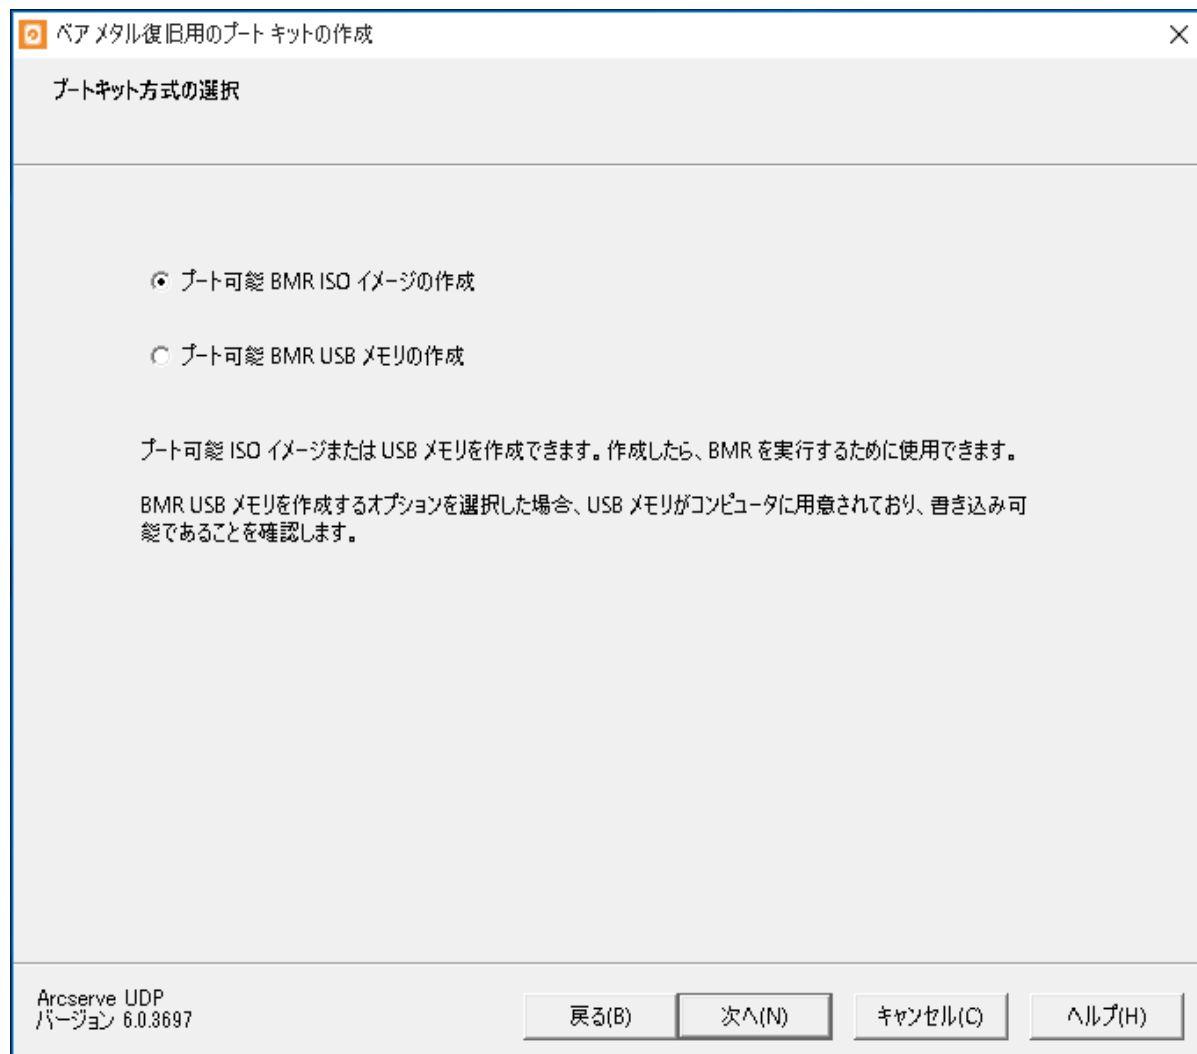 ベア メタル復旧用のブート キットの作成
ブートキット方式の選択
ブート可能 BMR ISO イメージの作成
ブート可能 BMR USB メモリの作成
ブート可能 ISO イメージまたは USB メモリを作成できます。作成したら、BMR を実行するために使用できます。
BMR USB メモリを作成するオプションを選択した場合、USB メモリがコンピュータに用意されており、書き込み可
能であることを確認します。
Arcserve UDP
バージョン 6.0.3697
戻る(B)
次へ(N)
キャンセル(C)
ヘルプ(H)